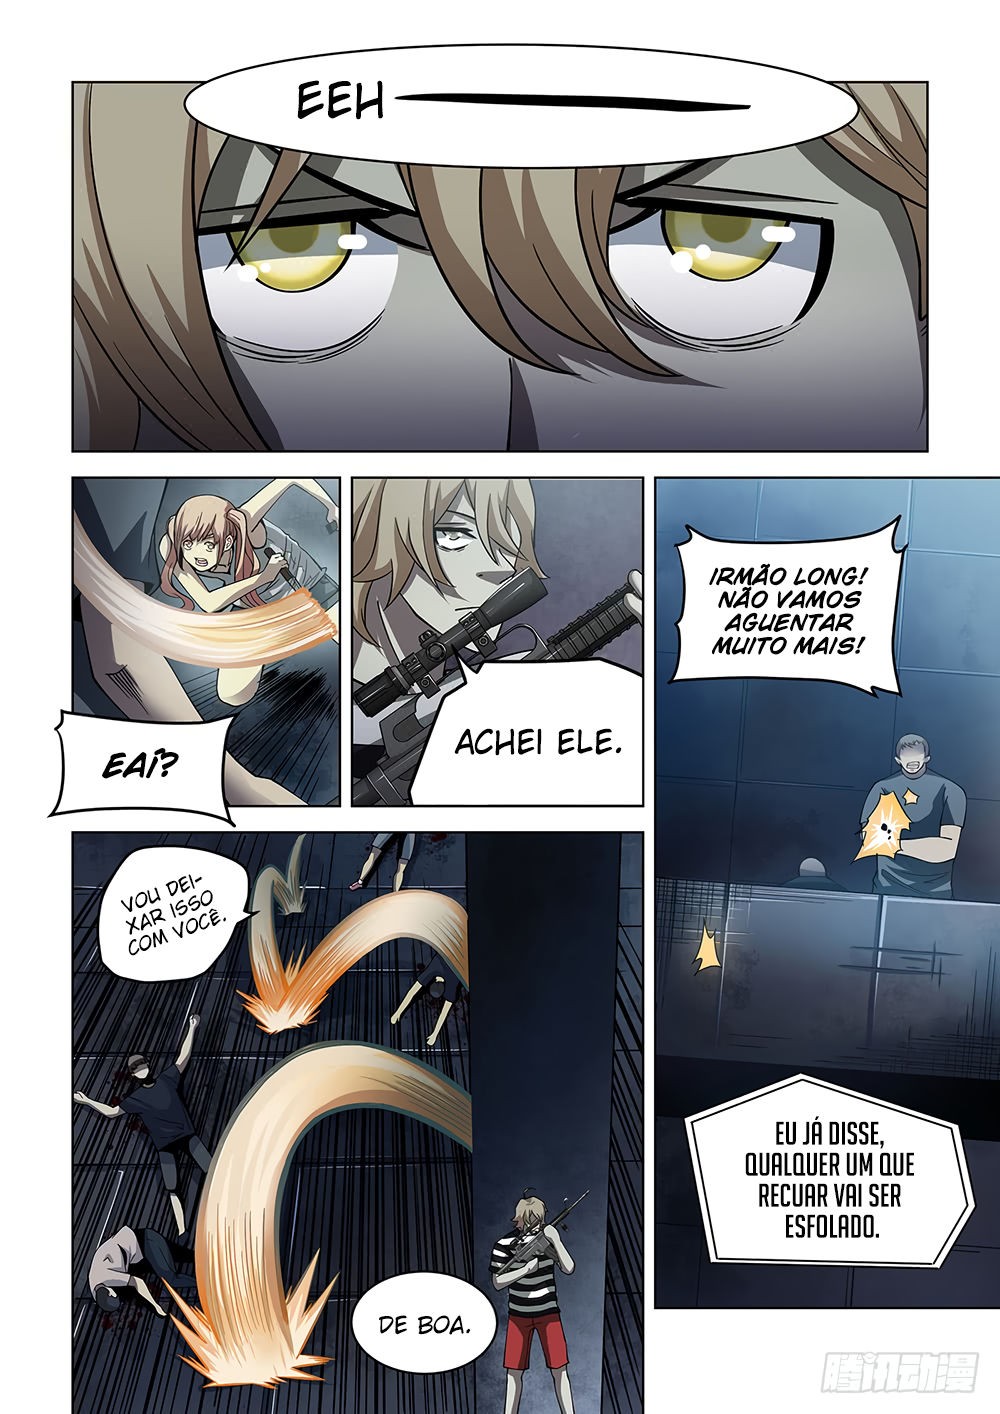 EEH
IRMÃO LONG!
NÃO VAMOS
AGUENTAR
MUITO MAIS!
ACHEI ELE.
EAÍ?
VOU DEI-
XAR ISSO
COM VOCÊ.
EU JÁ DISSE,
QUALQUER UM QUE
RECUAR VAI SER
ESFOLADO.
DE BOA.
腾讯动漫